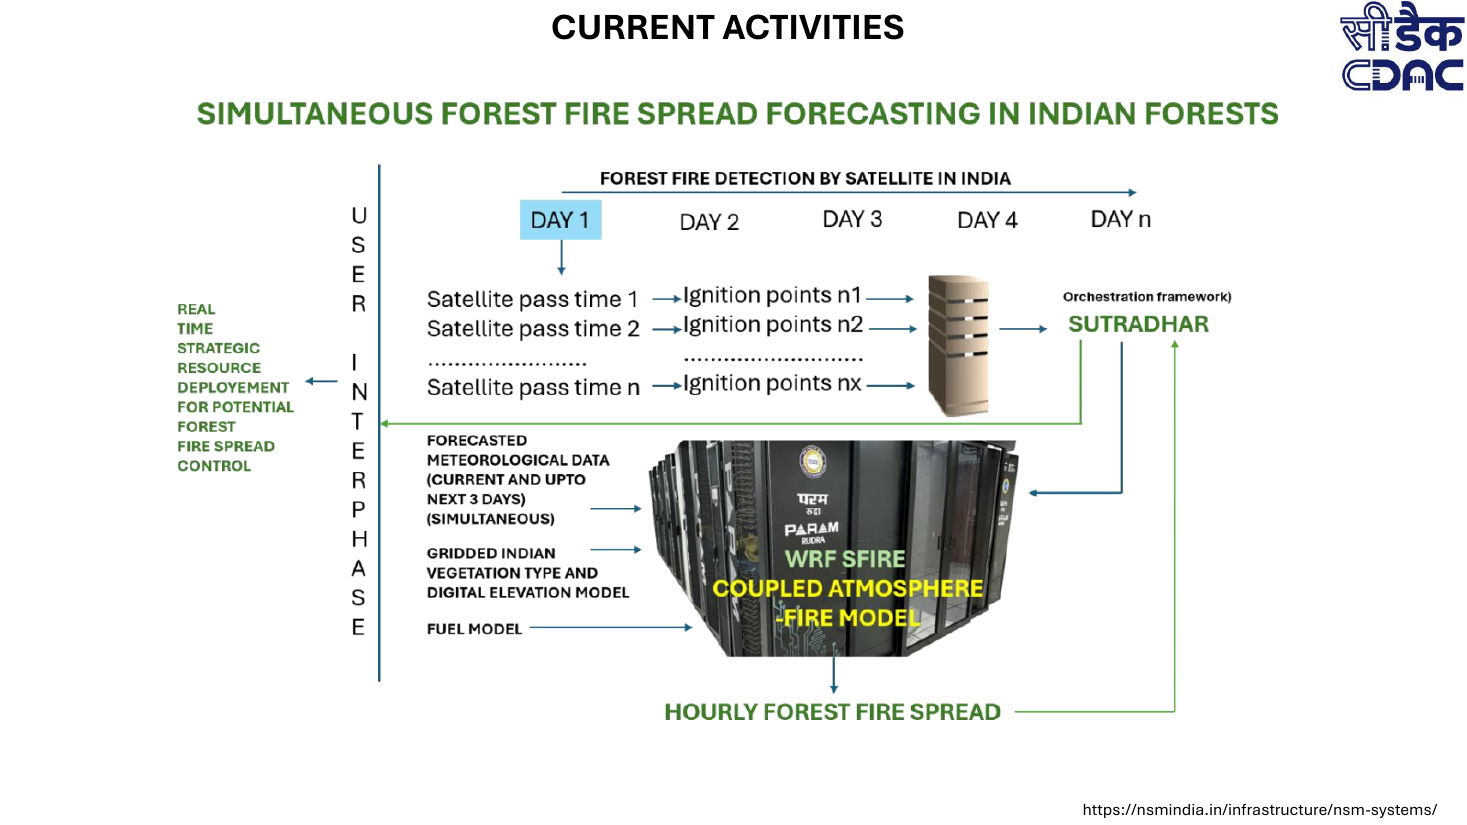 CURRENT ACTIVITIES
सी डैक
CDAC
SIMULTANEOUS FOREST FIRE SPREAD FORECASTING IN INDIAN FORESTS
FOREST FIRE DETECTION BY SATELLITE IN INDIA
DAY 1 DAY 2 DAY 3 DAY 4 DAY n
USER INTERPHASE
REAL
TIME
STRATEGIC
RESOURCE
DEPLOYEMENT
FOR POTENTIAL
FOREST
FIRE SPREAD
CONTROL
Satellite pass time 1 Ignition points n1
Satellite pass time 2 Ignition points n2
....................... ...........................
Satellite pass time n Ignition points nx
Orchestration framework)
SUTRADHAR
FORECASTED
METEOROLOGICAL DATA
(CURRENT AND UPTO
NEXT 3 DAYS)
(SIMULTANEOUS)
GRIDDED INDIAN
VEGETATION TYPE AND
DIGITAL ELEVATION MODEL
FUEL MODEL
परम
रुद्रा
PARAM
RUDRA
WRF SFIRE
COUPLED ATMOSPHERE
-FIRE MODEL
HOURLY FOREST FIRE SPREAD
https://nsmindia.in/infrastructure/nsm-systems/